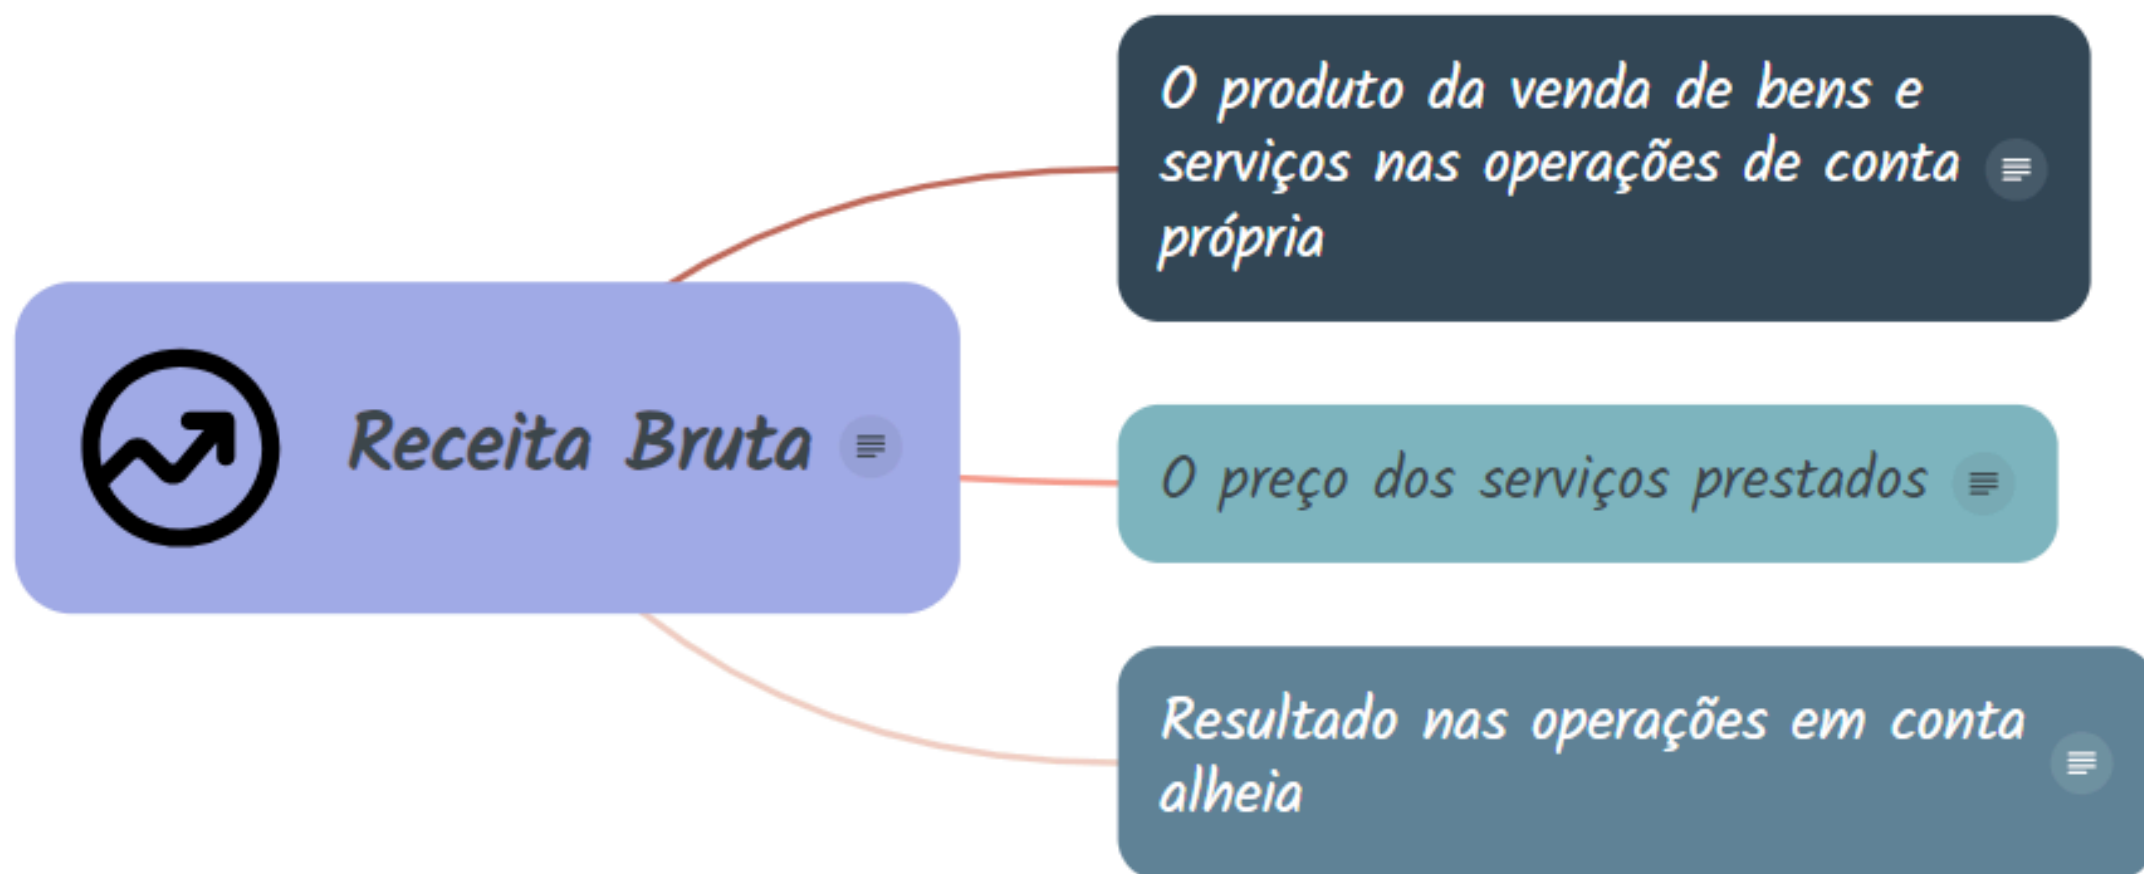 Receita Bruta
O produto da venda de bens e
serviços nas operações de conta
própria
O preço dos serviços prestados
Resultado nas operações em conta
alheia